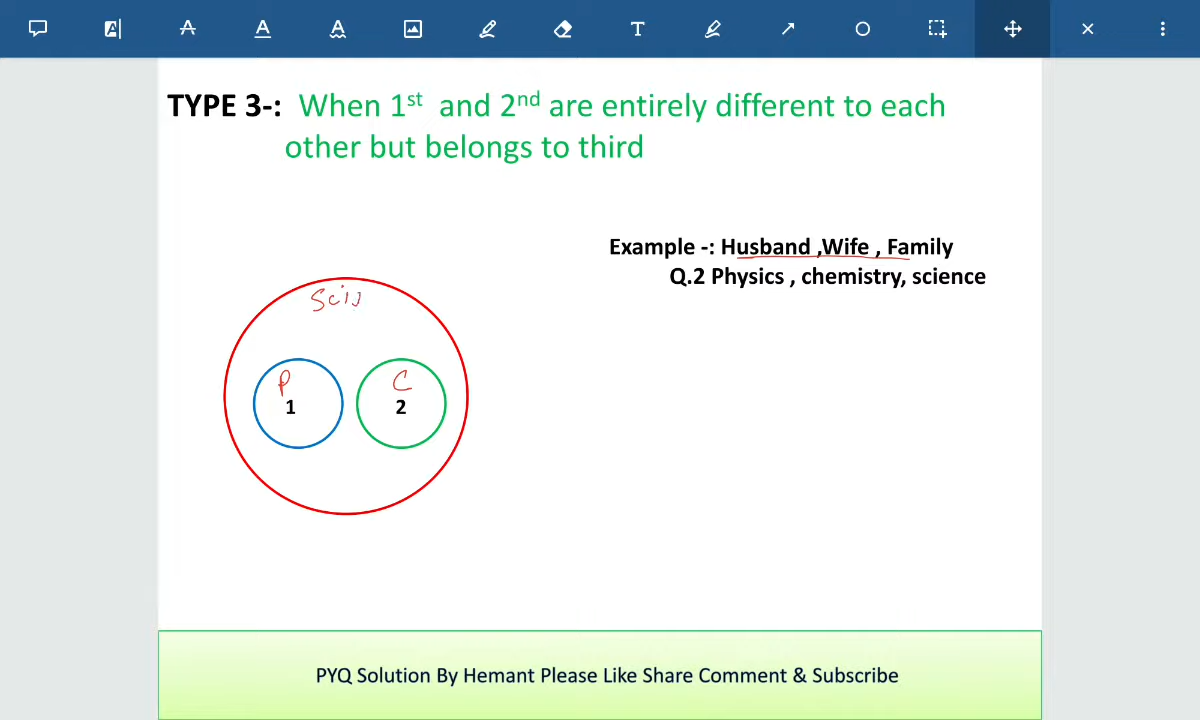 TYPE 3-: When 1st and 2nd are entirely different to each
other but belongs to third
Example -: Husband ,Wife , Family
Q.2 Physics , chemistry, science
P
C
1
2
PYQ Solution By Hemant Please Like Share Comment & Subscribe